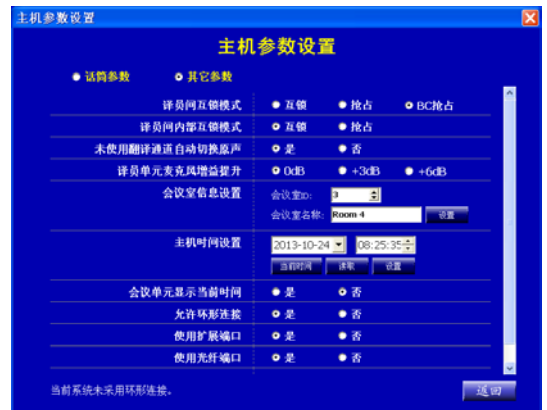 主机参数设置
主机参数设置
话筒参数 其它参数
译员间互锁模式 互锁 抢占 BC抢占
译员间内部互锁模式 互锁 抢占
未使用翻译通道自动切换原声 是 否
译员单元麦克风增益提升 0dB +3dB +6dB
会议室信息设置 会议室ID: 3
会议室名称: Room 4 设置
主机时间设置 2013-10-24 08:25:35
当前时间 读取 设置
会议单元显示当前时间 是 否
允许环形连接 是 否
使用扩展端口 是 否
使用光纤端口 是 否
当前系统未采用环形连接。 返回